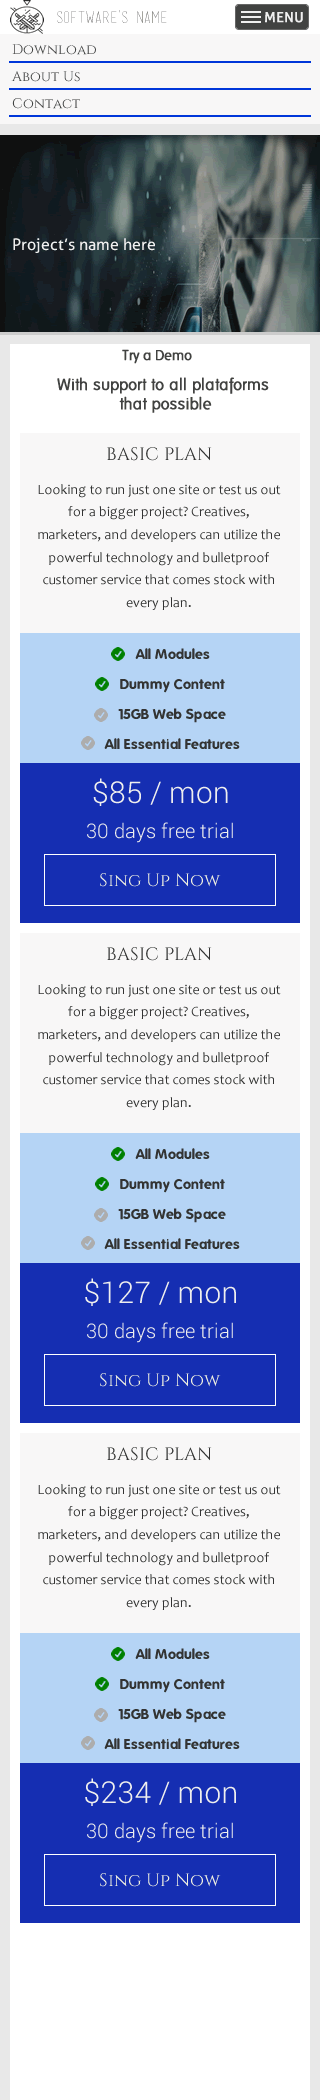 SOFTWARE'S NAME
MENU
Download
About Us
Contact
Project's name here
Try a Demo
With support to all plataforms
that possible
BASIC PLAN
Looking to run just one site or test us out
for a bigger project? Creatives,
marketers, and developers can utilize the
powerful technology and bulletproof
customer service that comes stock with
every plan.
All Modules
Dummy Content
15GB Web Space
All Essential Features
$85 / mon
30 days free trial
Sing Up Now
BASIC PLAN
Looking to run just one site or test us out
for a bigger project? Creatives,
marketers, and developers can utilize the
powerful technology and bulletproof
customer service that comes stock with
every plan.
All Modules
Dummy Content
15GB Web Space
All Essential Features
$127 / mon
30 days free trial
Sing Up Now
BASIC PLAN
Looking to run just one site or test us out
for a bigger project? Creatives,
marketers, and developers can utilize the
powerful technology and bulletproof
customer service that comes stock with
every plan.
All Modules
Dummy Content
15GB Web Space
All Essential Features
$234 / mon
30 days free trial
Sing Up Now